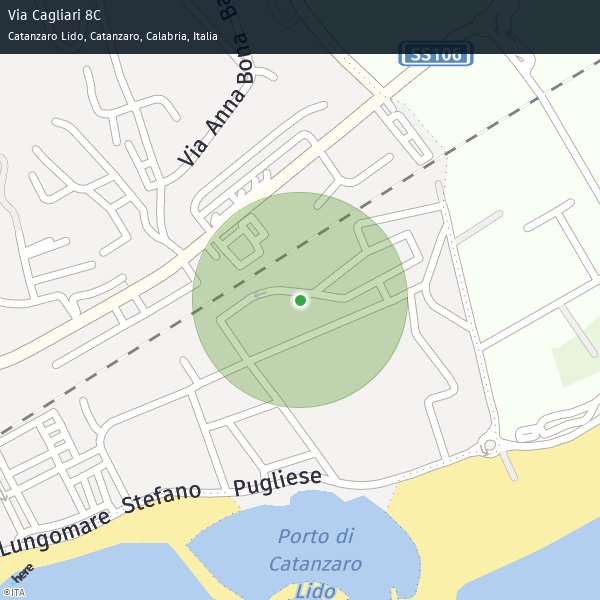 Via Cagliari 8C
Catanzaro Lido, Catanzaro, Calabria, Italia
SS106
Via Anna Bona Ba
Lungomare Stefano Pugliese
Porto di
Catanzaro
Lido
here
©ITA